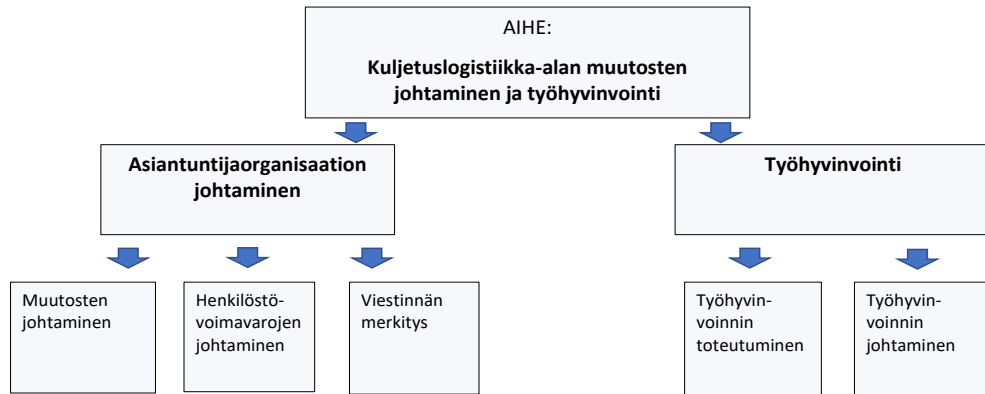 AIHE:
Kuljetuslogistiikka-alan muutosten
johtaminen ja työhyvinvointi
Asiantuntijaorganisaation
johtaminen
Työhyvinvointi
Muutosten
johtaminen
Henkilöstö-
voimavarojen
johtaminen
Viestinnän
merkitys
Työhyvin-
voinnin
toteutuminen
Työhyvin-
voinnin
johtaminen